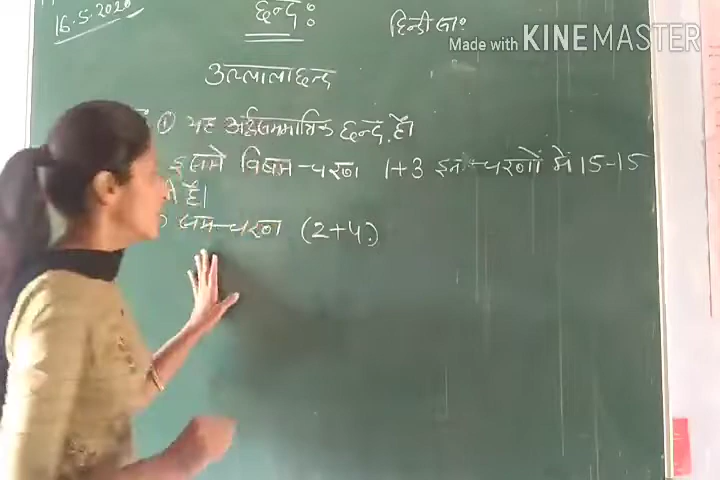 16.5.2020
छन्द :
हिन्दी सा०
Made with KINEMASTER
उल्लाला छन्द
① यह अर्द्धसममात्रिक छन्द है।
इसमे विषम-चरण 1+3 इन चरणों में 15-15
है।
सम-चरण (2+4)